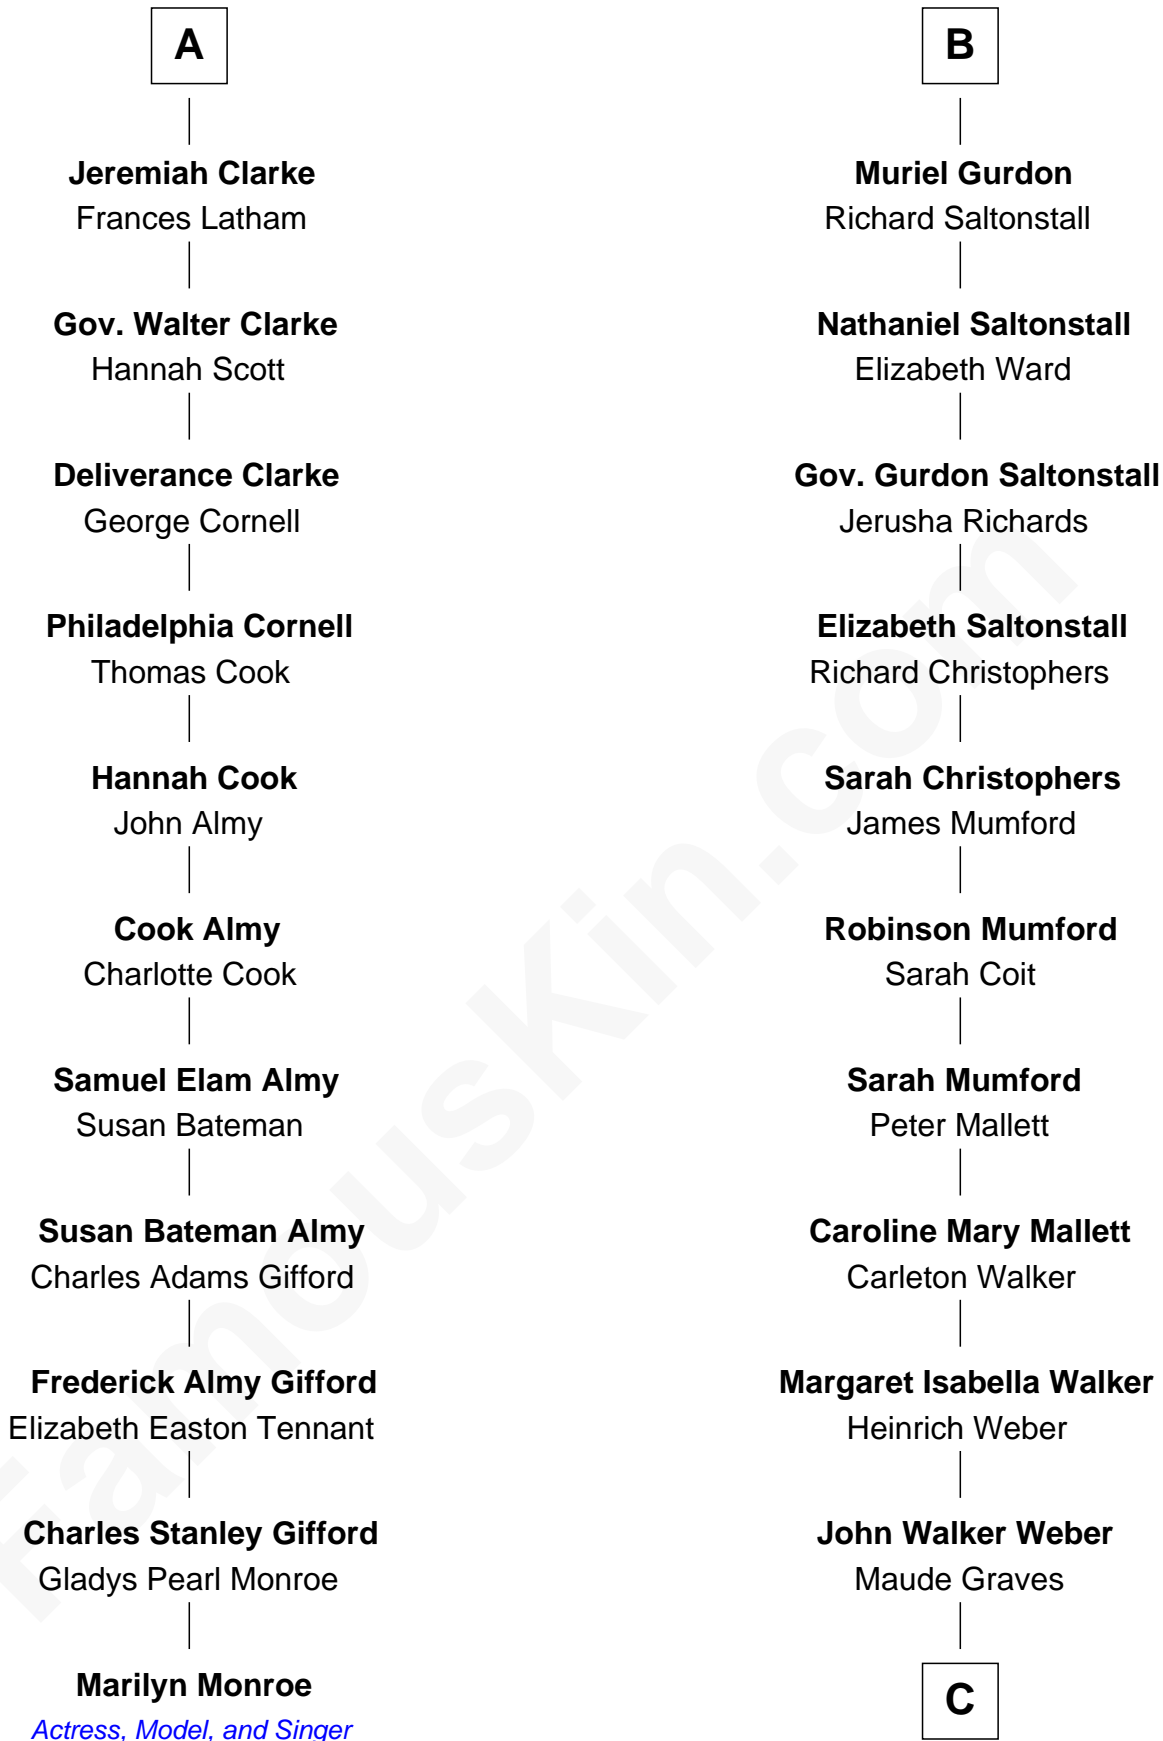 A
Jeremiah Clarke
Frances Latham
Gov. Walter Clarke
Hannah Scott
Deliverance Clarke
George Cornell
Philadelphia Cornell
Thomas Cook
Hannah Cook
John Almy
Cook Almy
Charlotte Cook
Samuel Elam Almy
Susan Bateman
Susan Bateman Almy
Charles Adams Gifford
Frederick Almy Gifford
Elizabeth Easton Tennant
Charles Stanley Gifford
Gladys Pearl Monroe
Marilyn Monroe
Actress, Model, and Singer
B
Muriel Gurdon
Richard Saltonstall
Nathaniel Saltonstall
Elizabeth Ward
Gov. Gurdon Saltonstall
Jerusha Richards
Elizabeth Saltonstall
Richard Christophers
Sarah Christophers
James Mumford
Robinson Mumford
Sarah Coit
Sarah Mumford
Peter Mallett
Caroline Mary Mallett
Carleton Walker
Margaret Isabella Walker
Heinrich Weber
John Walker Weber
Maude Graves
C
FamousKin.com